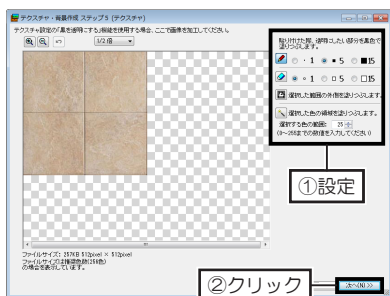 テクスチャ・背景作成 ステップ5 (テクスチャ)
テクスチャ設定の「黒を透明にする」機能を使用する場合、ここで画像を加工してください。
1/2 倍
貼り付けた際、透明にしたい部分を黒色で
塗りつぶします。
・1 ■5 ■15
○1 □5 □15
選択した範囲の外側を塗りつぶします。
選択した色の領域を塗りつぶします。
選択する色の範囲: 25
(0～255までの数値を入力してください)
①設定
ファイルサイズ: 257KB 512pixel × 512pixel
ファイルサイズは推奨色数(256色)
の場合を表示しています。
②クリック
次へ(N) >>